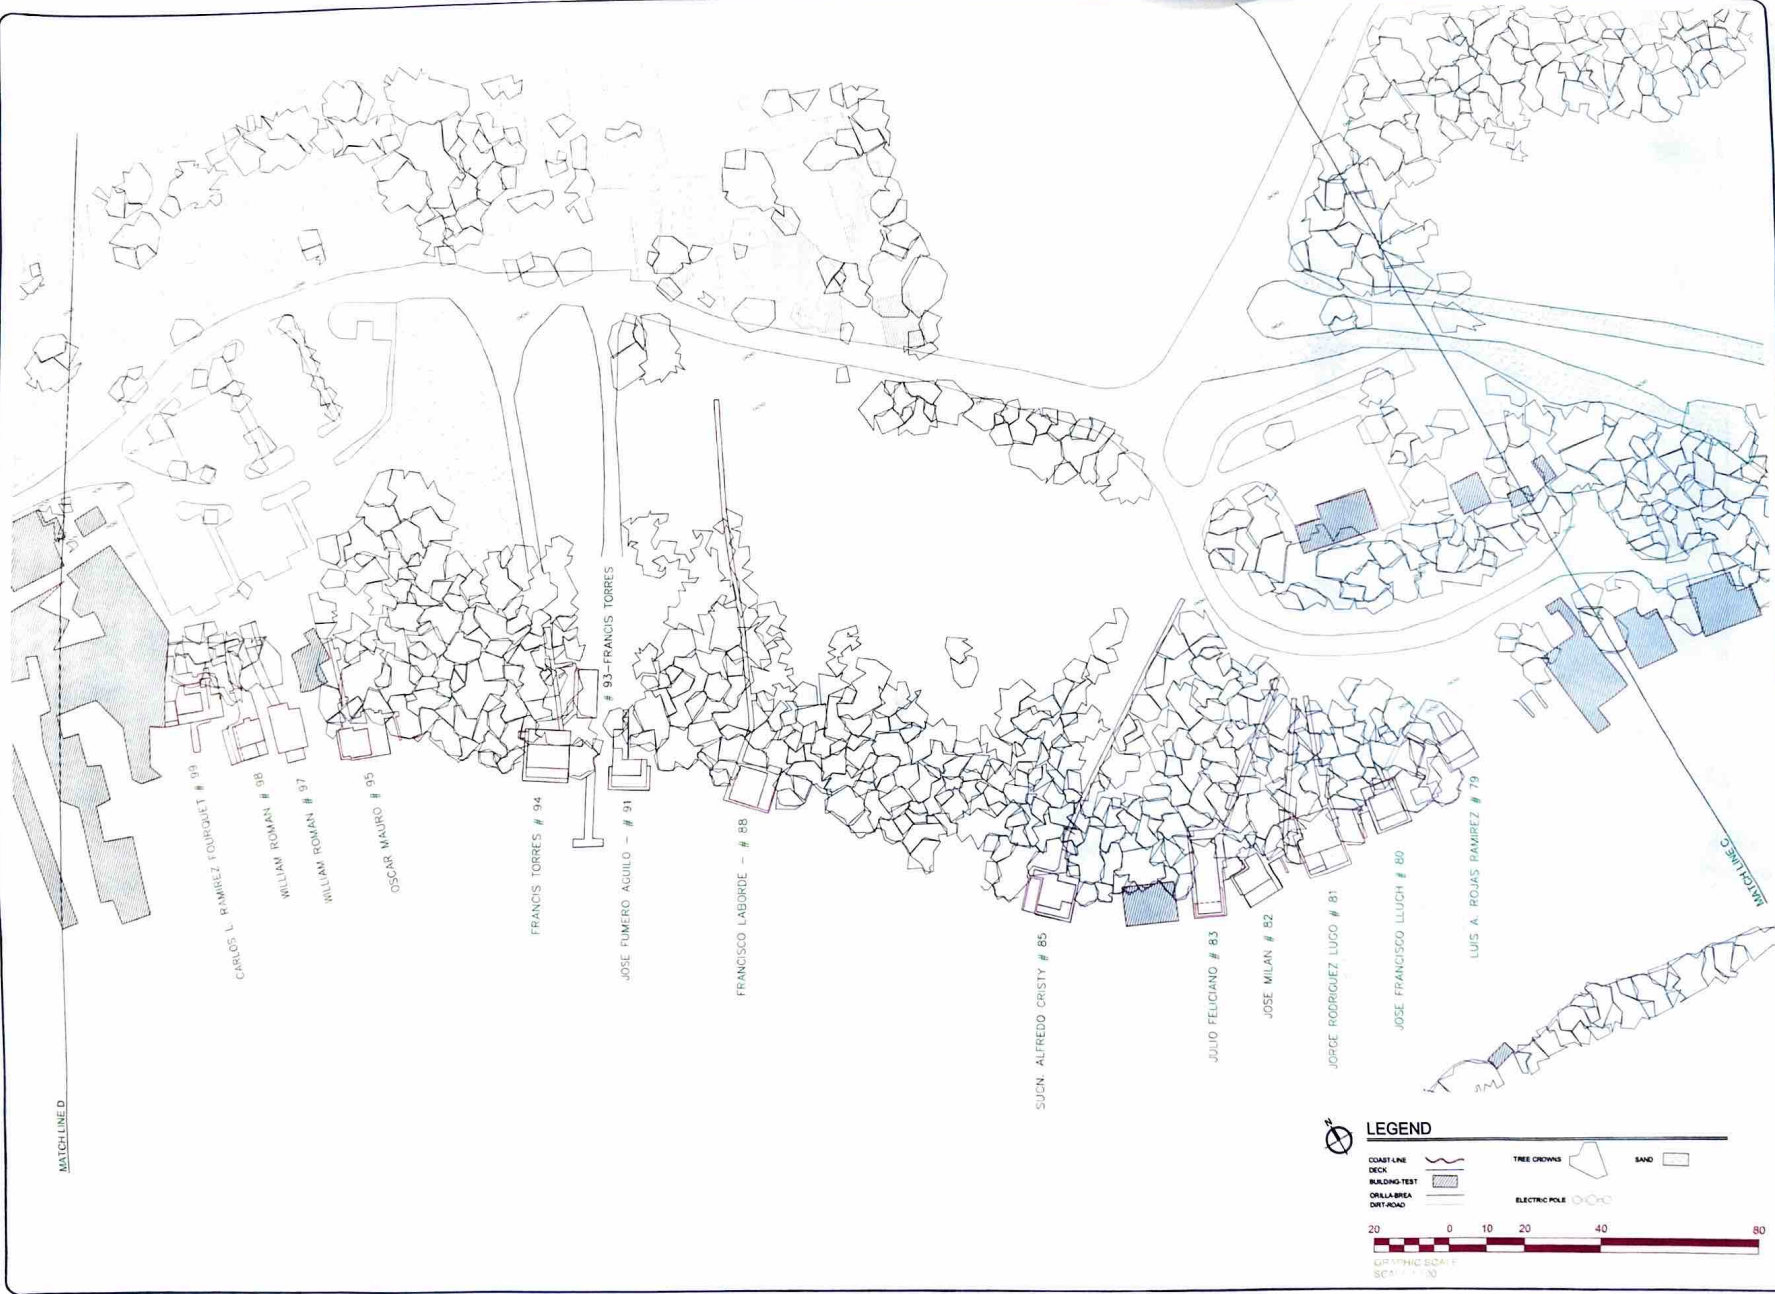 CARLOS L. RAMIREZ FOURQUET # 99
WILLIAM ROMAN # 98
WILLIAM ROMAN # 97
OSCAR MAURO # 95
FRANCIS TORRES # 94
# 93-FRANCIS TORRES
JOSE FUMERO AGUILO - # 91
FRANCISCO LABORDE - # 88
SUCN. ALFREDO CRISTY # 85
JULIO FELICIANO # 83
JOSE MILAN # 82
JORGE RODRIGUEZ LUGO # 81
JOSE FRANCISCO LLUCH # 80
LUIS A. ROJAS RAMIREZ # 79
MATCH LINE C
MATCH LINE D
N
LEGEND
COAST-LINE
DECK
BUILDING-TEST
ORILLA-BREA
DIRT-ROAD
TREE CROWNS
ELECTRIC POLE
SAND
20 0 10 20 40 80
GRAPHIC SCALE